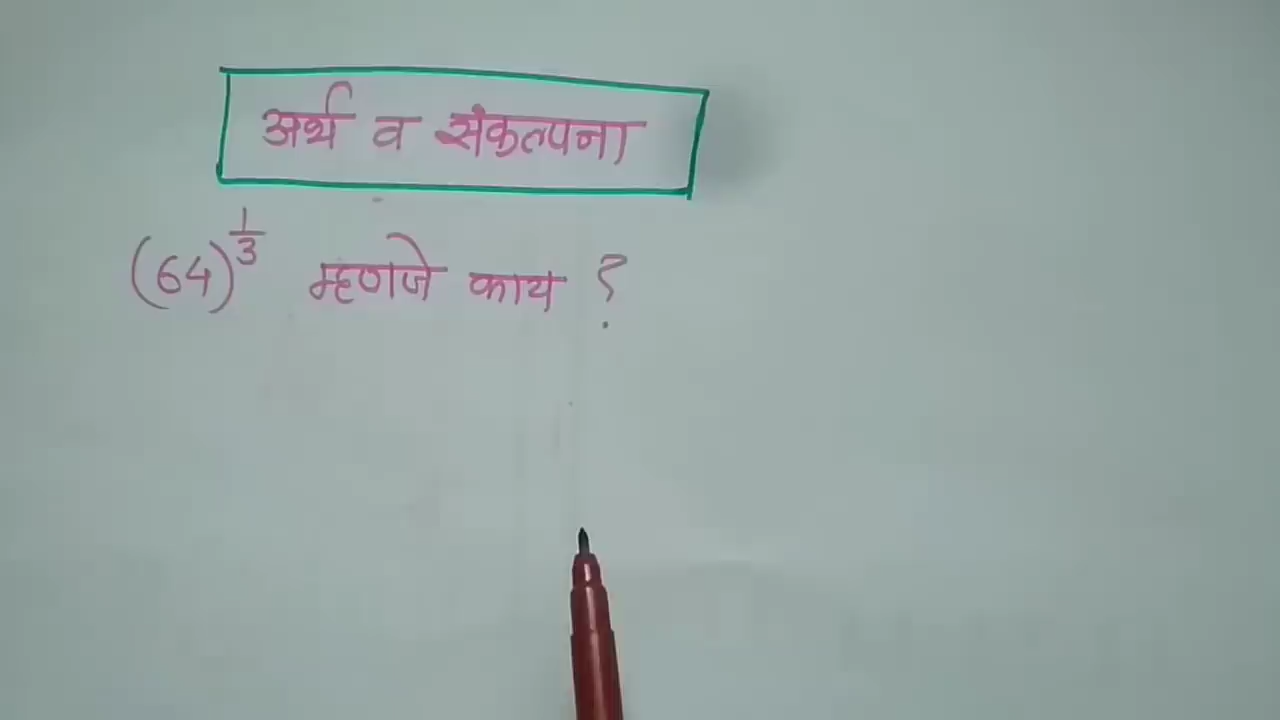 अर्थ व संकल्पना
(64)^1/3 म्हणजे काय ?